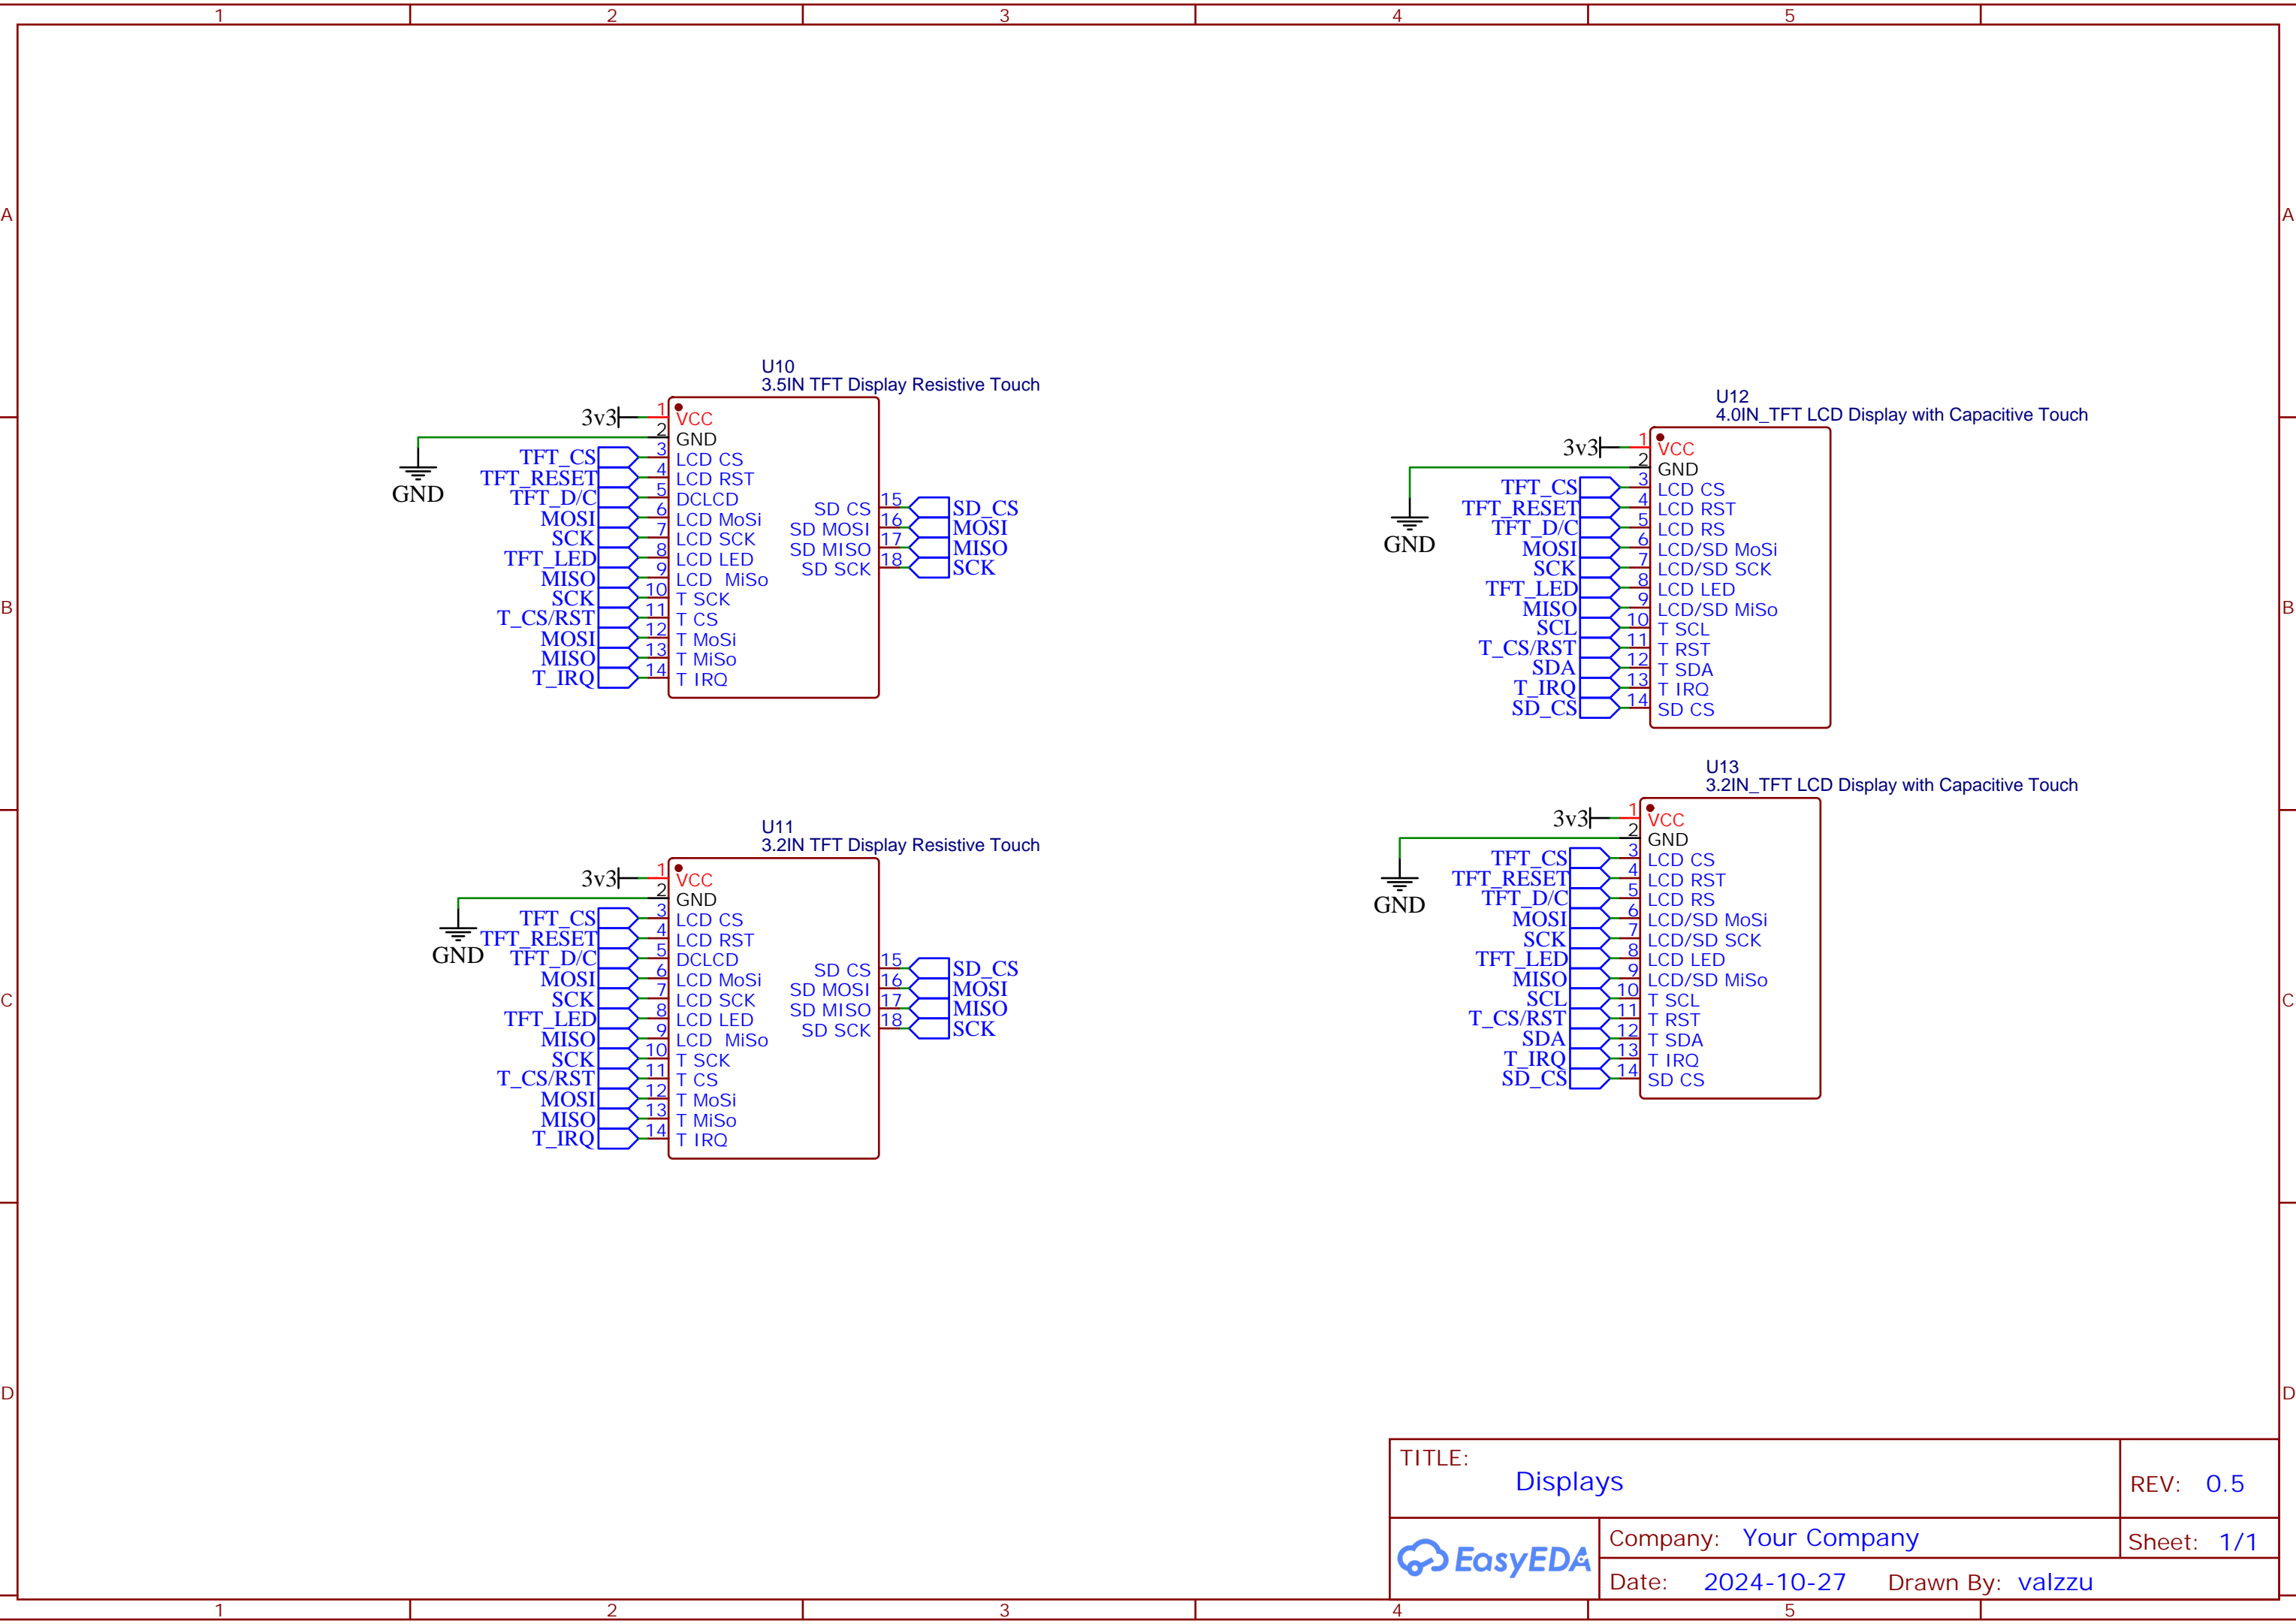 1 2 3 4 5
A A
B B
C C
D D
U10
3.5IN TFT Display Resistive Touch
3v3 1 VCC
2 GND
GND
TFT_CS 3 LCD CS
TFT_RESET 4 LCD RST
TFT_D/C 5 DCLCD
MOSI 6 LCD MoSi
SCK 7 LCD SCK
TFT_LED 8 LCD LED
MISO 9 LCD MiSo
SCK 10 T SCK
T_CS/RST 11 T CS
MOSI 12 T MoSi
MISO 13 T MiSo
T_IRQ 14 T IRQ
SD CS 15 SD_CS
SD MOSI 16 MOSI
SD MISO 17 MISO
SD SCK 18 SCK
U11
3.2IN TFT Display Resistive Touch
3v3 1 VCC
2 GND
GND
TFT_CS 3 LCD CS
TFT_RESET 4 LCD RST
TFT_D/C 5 DCLCD
MOSI 6 LCD MoSi
SCK 7 LCD SCK
TFT_LED 8 LCD LED
MISO 9 LCD MiSo
SCK 10 T SCK
T_CS/RST 11 T CS
MOSI 12 T MoSi
MISO 13 T MiSo
T_IRQ 14 T IRQ
SD CS 15 SD_CS
SD MOSI 16 MOSI
SD MISO 17 MISO
SD SCK 18 SCK
U12
4.0IN_TFT LCD Display with Capacitive Touch
3v3 1 VCC
2 GND
GND
TFT_CS 3 LCD CS
TFT_RESET 4 LCD RST
TFT_D/C 5 LCD RS
MOSI 6 LCD/SD MoSi
SCK 7 LCD/SD SCK
TFT_LED 8 LCD LED
MISO 9 LCD/SD MiSo
SCL 10 T SCL
T_CS/RST 11 T RST
SDA 12 T SDA
T_IRQ 13 T IRQ
SD_CS 14 SD CS
U13
3.2IN_TFT LCD Display with Capacitive Touch
3v3 1 VCC
2 GND
GND
TFT_CS 3 LCD CS
TFT_RESET 4 LCD RST
TFT_D/C 5 LCD RS
MOSI 6 LCD/SD MoSi
SCK 7 LCD/SD SCK
TFT_LED 8 LCD LED
MISO 9 LCD/SD MiSo
SCL 10 T SCL
T_CS/RST 11 T RST
SDA 12 T SDA
T_IRQ 13 T IRQ
SD_CS 14 SD CS
TITLE:
Displays
REV: 0.5
EasyEDA
Company: Your Company
Sheet: 1/1
Date: 2024-10-27 Drawn By: valzzu
1 2 3 4 5